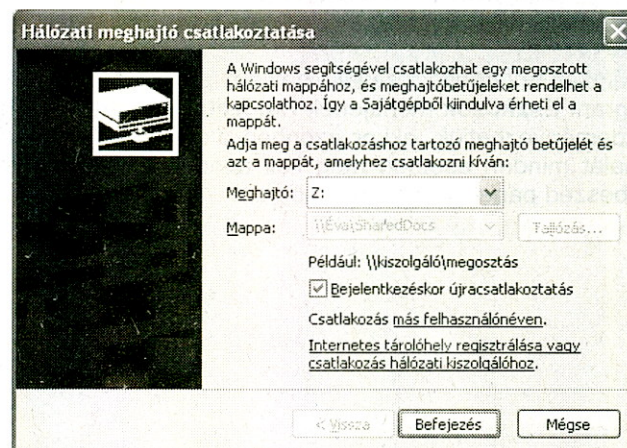 Hálózati meghajtó csatlakoztatása
A Windows segítségével csatlakozhat egy megosztott
hálózati mappához, és meghajtóbetűjeleket rendelhet a
kapcsolathoz. Így a Sajátgépből kiindulva érheti el a
mappát.
Adja meg a csatlakozáshoz tartozó meghajtó betűjelét és
azt a mappát, amelyhez csatlakozni kíván:
Meghajtó: Z:
Mappa: \\Éva\SharedDocs Tallózás...
Például: \\kiszolgáló\megosztás
Bejelentkezéskor újracsatlakoztatás
Csatlakozás más felhasználónéven.
Internetes tárolóhely regisztrálása vagy
csatlakozás hálózati kiszolgálóhoz.
< Vissza Befejezés Mégse